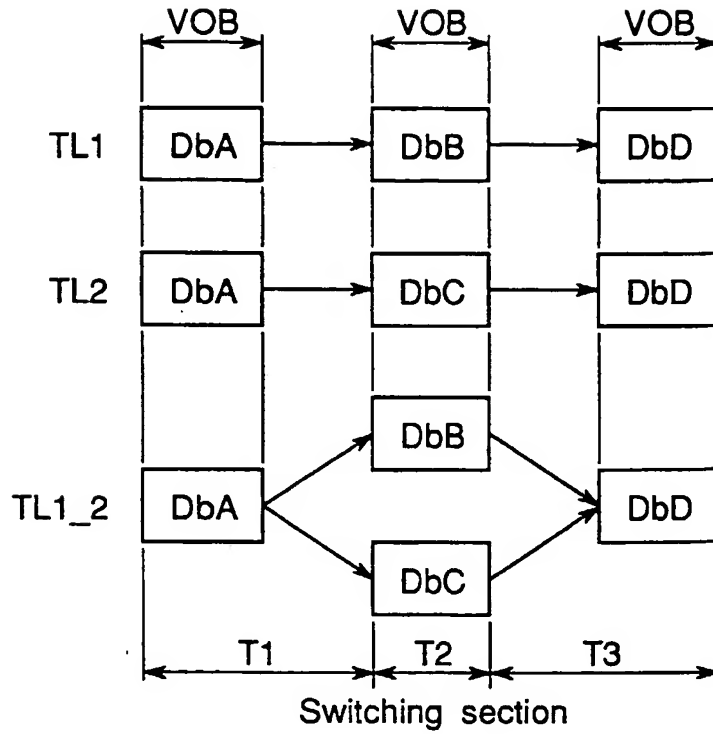 VOB VOB VOB
TL1 DbA DbB DbD
TL2 DbA DbC DbD
DbB
TL1_2 DbA DbD
DbC
T1 T2 T3
Switching section